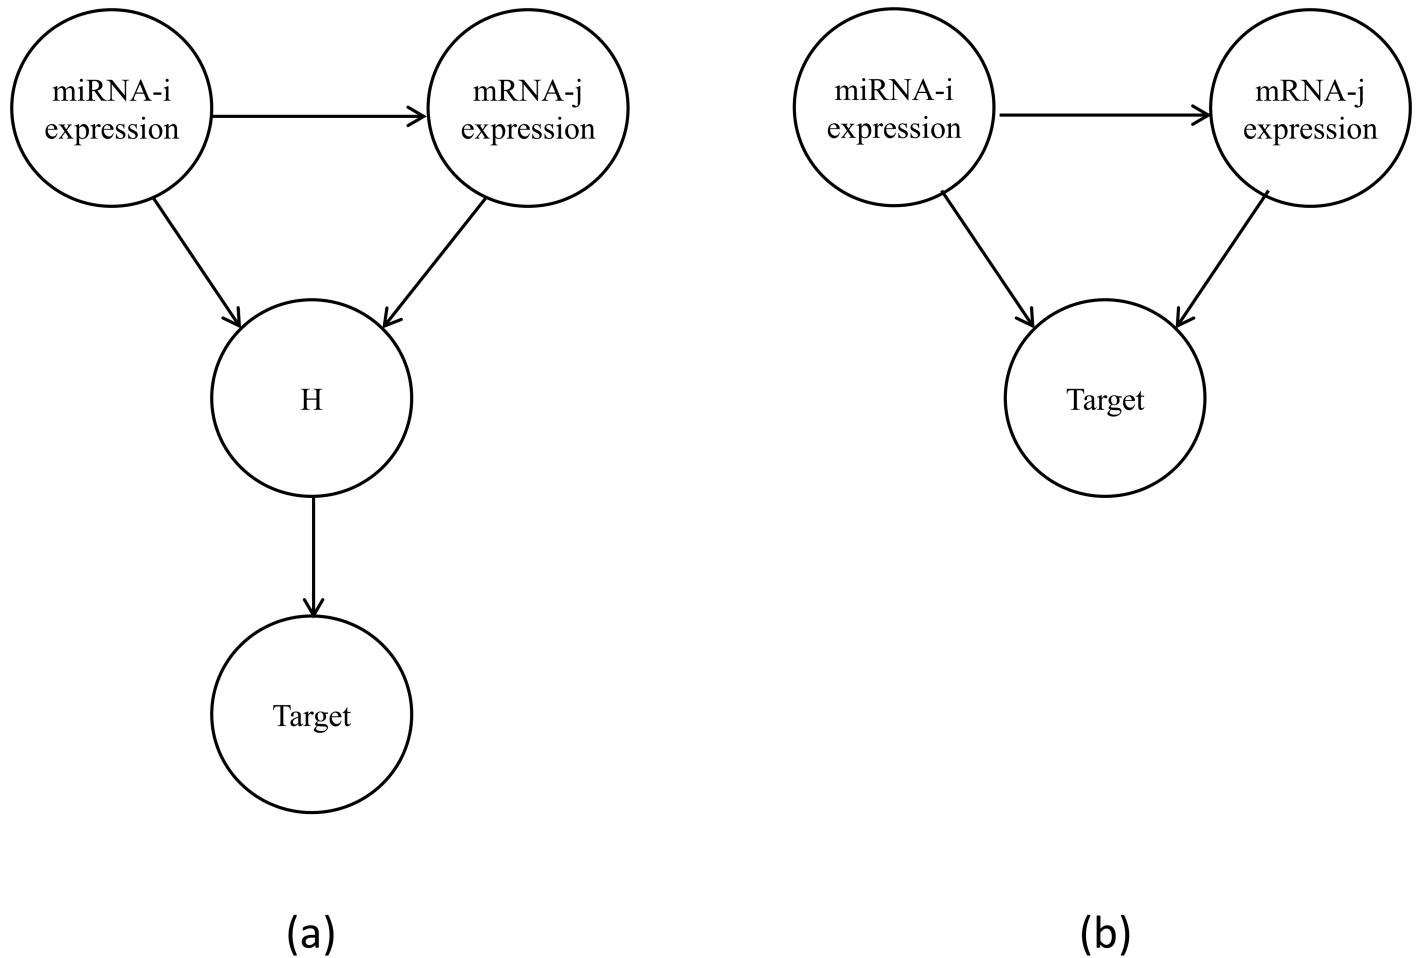 miRNA-i
expression
mRNA-j
expression
H
Target
(a)
miRNA-i
expression
mRNA-j
expression
Target
(b)